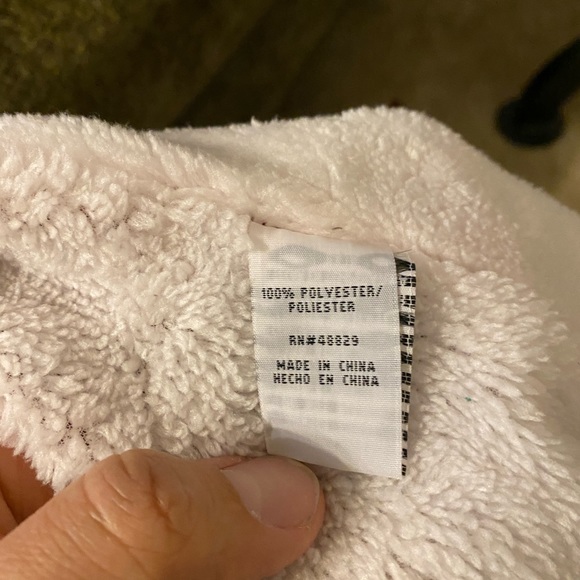 100% POLYESTER/
POLIESTER
RN#48829
MADE IN CHINA
HECHO EN CHINA